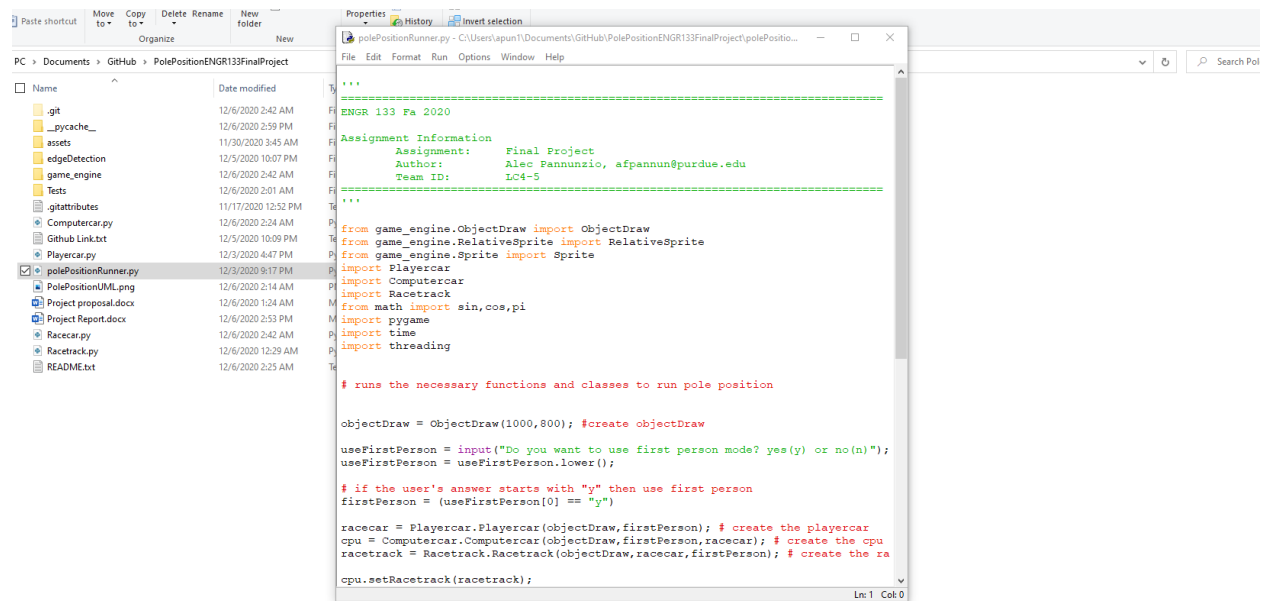 Paste shortcut
Move to Copy to Delete Rename New folder
Properties
History
Invert selection
Organize
New
PC > Documents > GitHub > PolePositionENGR133FinalProject
Search Pol
Name Date modified Ty
.git 12/6/2020 2:42 AM Fi
__pycache__ 12/6/2020 2:59 PM Fi
assets 11/30/2020 3:45 AM Fi
edgeDetection 12/5/2020 10:07 PM Fi
game_engine 12/6/2020 2:42 AM Fi
Tests 12/6/2020 2:01 AM Fi
.gitattributes 11/17/2020 12:52 PM Te
Computercar.py 12/6/2020 2:24 AM Py
Github Link.txt 12/5/2020 10:09 PM Te
Playercar.py 12/3/2020 4:47 PM Py
polePositionRunner.py 12/3/2020 9:17 PM Py
PolePositionUML.png 12/6/2020 2:14 AM
Project proposal.docx 12/6/2020 1:24 AM M
Project Report.docx 12/6/2020 2:53 PM M
Racecar.py 12/6/2020 2:42 AM Py
Racetrack.py 12/6/2020 12:29 AM Py
README.txt 12/6/2020 2:25 AM Te
polePositionRunner.py - C:\Users\apun1\Documents\GitHub\PolePositionENGR133FinalProject\polePositio...
File Edit Format Run Options Window Help
'''
===============================================================================
ENGR 133 Fa 2020
Assignment Information
Assignment: Final Project
Author: Alec Pannunzio, afpannun@purdue.edu
Team ID: LC4-5
===============================================================================
'''
from game_engine.ObjectDraw import ObjectDraw
from game_engine.RelativeSprite import RelativeSprite
from game_engine.Sprite import Sprite
import Playercar
import Computercar
import Racetrack
from math import sin,cos,pi
import pygame
import time
import threading
# runs the necessary functions and classes to run pole position
objectDraw = ObjectDraw(1000,800); #create objectDraw
useFirstPerson = input("Do you want to use first person mode? yes(y) or no(n)");
useFirstPerson = useFirstPerson.lower();
# if the user's answer starts with "y" then use first person
firstPerson = (useFirstPerson[0] == "y")
racecar = Playercar.Playercar(objectDraw,firstPerson); # create the playercar
cpu = Computercar.Computercar(objectDraw,firstPerson,racecar); # create the cpu
racetrack = Racetrack.Racetrack(objectDraw,racecar,firstPerson); # create the ra
cpu.setRacetrack(racetrack);
Ln: 1 Col: 0